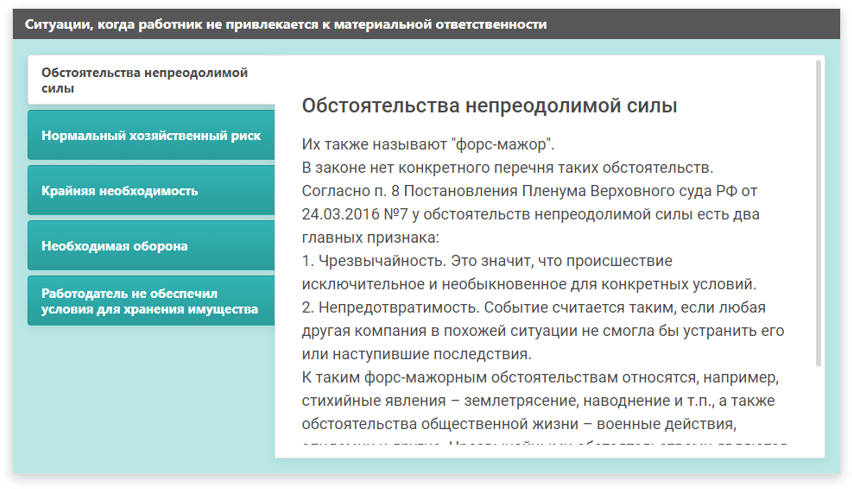 Ситуации, когда работник не привлекается к материальной ответственности
Обстоятельства непреодолимой
силы
Нормальный хозяйственный риск
Крайняя необходимость
Необходимая оборона
Работодатель не обеспечил
условия для хранения имущества
Обстоятельства непреодолимой силы
Их также называют "форс-мажор".
В законе нет конкретного перечня таких обстоятельств.
Согласно п. 8 Постановления Пленума Верховного суда РФ от
24.03.2016 №7 у обстоятельств непреодолимой силы есть два
главных признака:
1. Чрезвычайность. Это значит, что происшествие
исключительное и необыкновенное для конкретных условий.
2. Непредотвратимость. Событие считается таким, если любая
другая компания в похожей ситуации не смогла бы устранить его
или наступившие последствия.
К таким форс-мажорным обстоятельствам относятся, например,
стихийные явления – землетрясение, наводнение и т.п., а также
обстоятельства общественной жизни – военные действия,